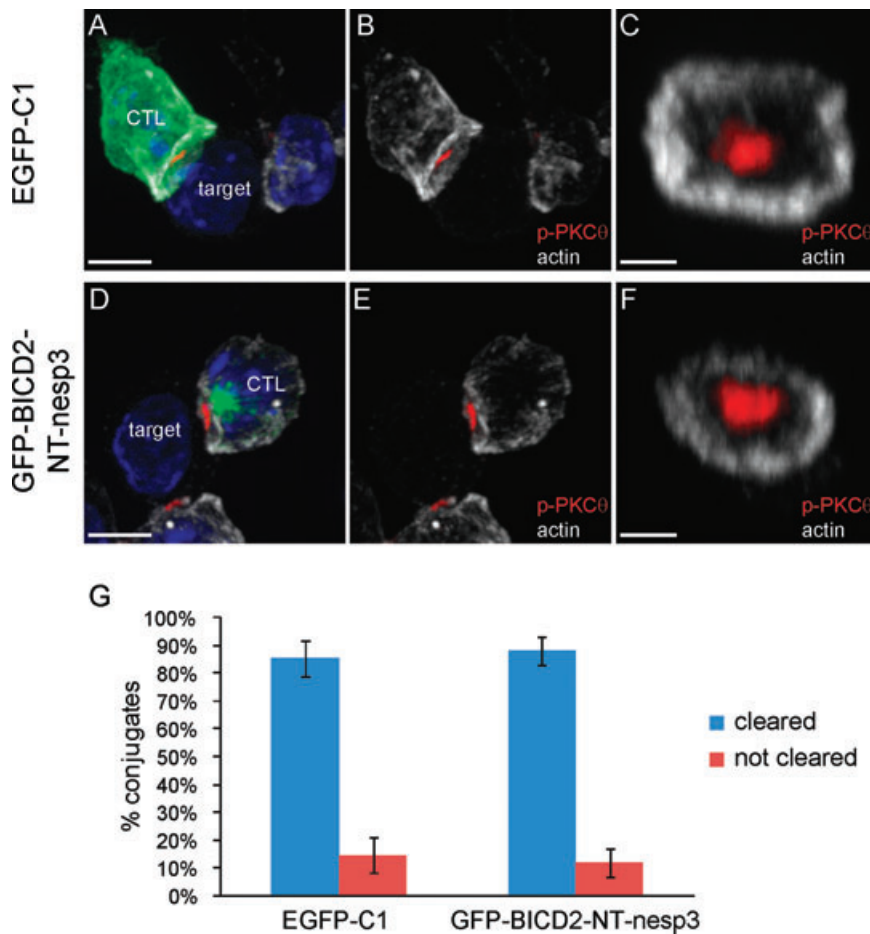 A
B
C
EGFP-C1
CTL
target
p-PKCθ
actin
p-PKCθ
actin
D
E
F
GFP-BICD2-
NT-nesp3
CTL
target
p-PKCθ
actin
p-PKCθ
actin
G
100%
90%
80%
70%
60%
50%
40%
30%
20%
10%
0%
% conjugates
cleared
not cleared
EGFP-C1
GFP-BICD2-NT-nesp3